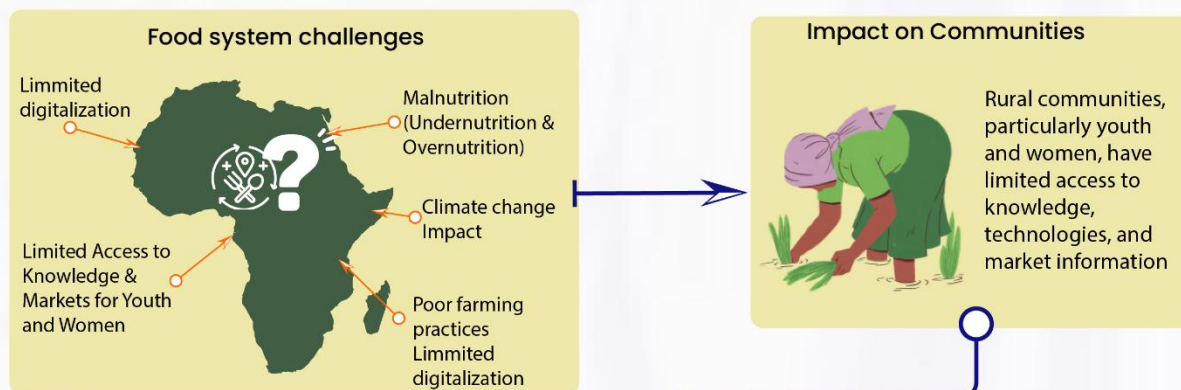 Food system challenges
Limmited
digitalization
Malnutrition
(Undernutrition &
Overnutrition)
Climate change
Impact
Limited Access to
Knowledge &
Markets for Youth
and Women
Poor farming
practices
Limmited
digitalization
Impact on Communities
Rural communities,
particularly youth
and women, have
limited access to
knowledge,
technologies, and
market information